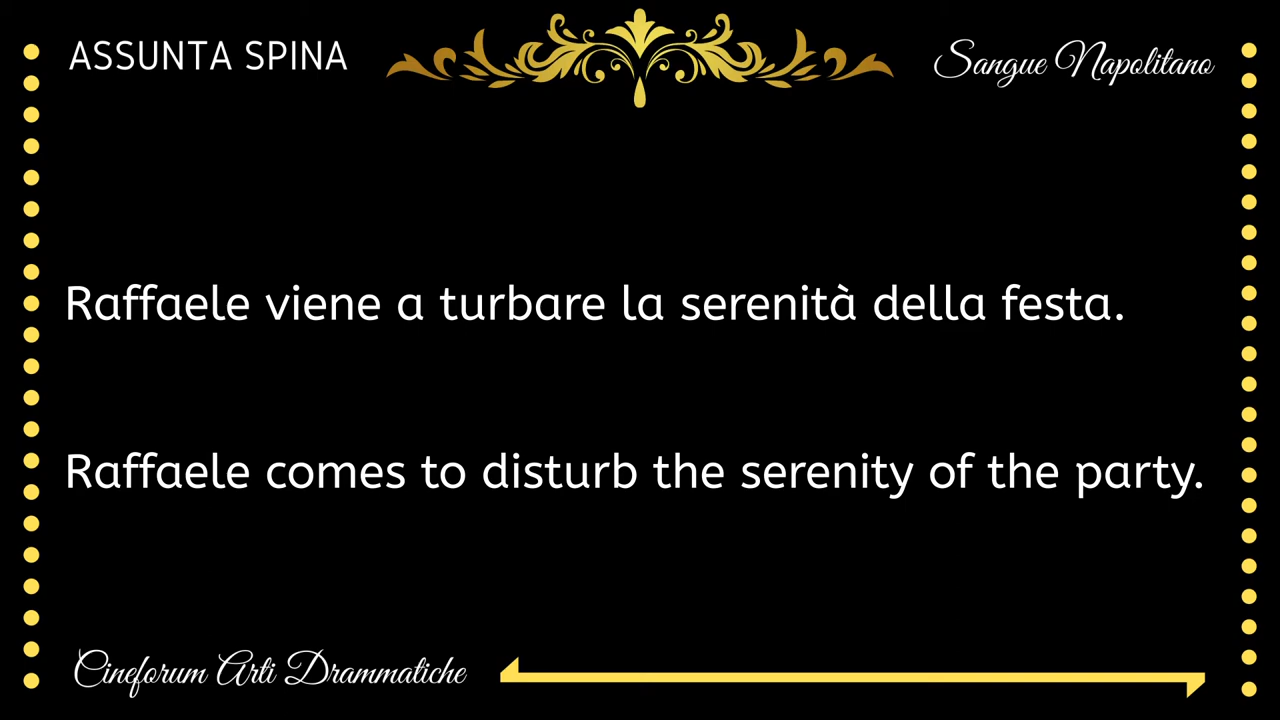 ASSUNTA SPINA
Sangue Napolitano
Raffaele viene a turbare la serenità della festa.
Raffaele comes to disturb the serenity of the party.
Cineforum Arti Drammatiche